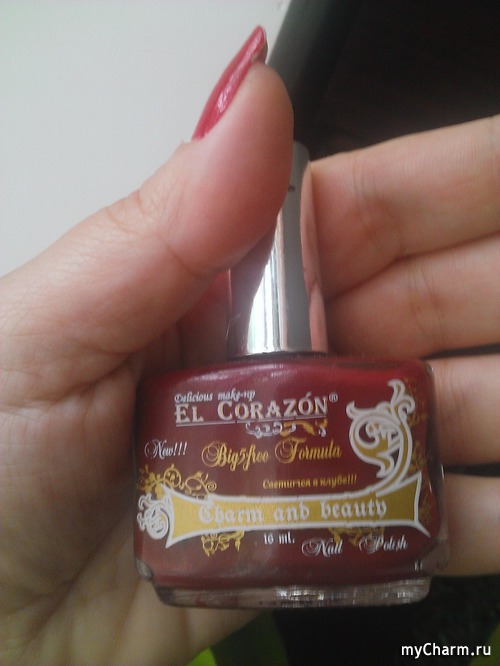 Delicious make-up
EL CORAZÓN®
New!!!
Big5free Formula
Светится в клубе!!!
Charm and beauty
16 ml.
Nail Polish
myCharm.ru